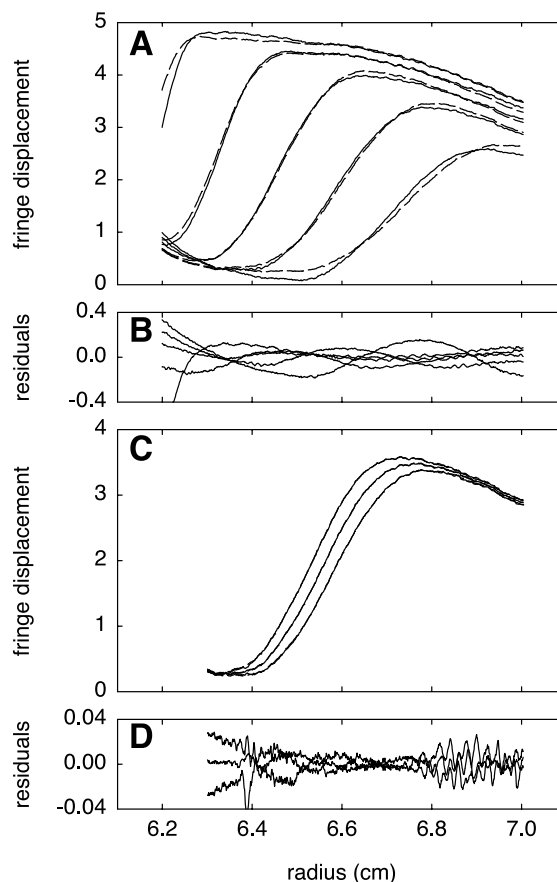 A
5
4
3
2
1
0
fringe displacement
B
0.4
0.0
-0.4
residuals
C
4
3
2
1
0
fringe displacement
D
0.04
0.00
-0.04
residuals
6.2 6.4 6.6 6.8 7.0
radius (cm)